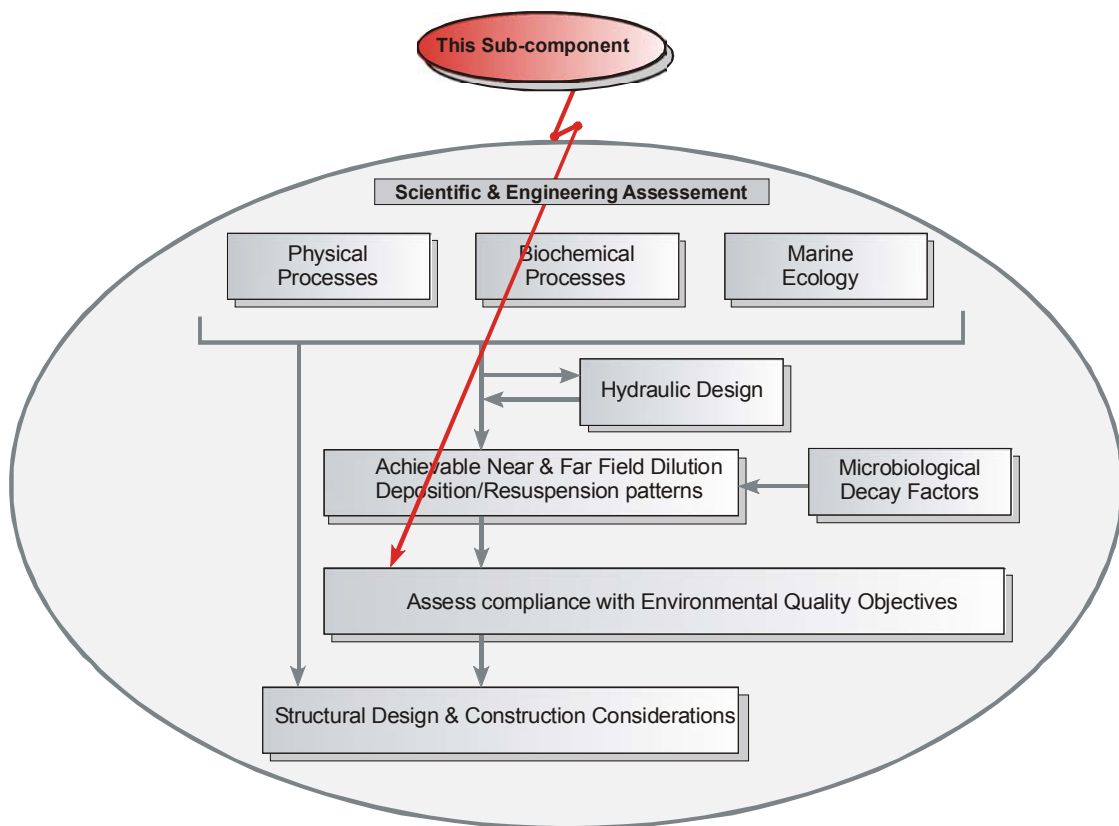 This Sub-component
Scientific & Engineering Assessement
Physical
Processes
Biochemical
Processes
Marine
Ecology
Hydraulic Design
Achievable Near & Far Field Dilution
Deposition/Resuspension patterns
Microbiological
Decay Factors
Assess compliance with Environmental Quality Objectives
Structural Design & Construction Considerations